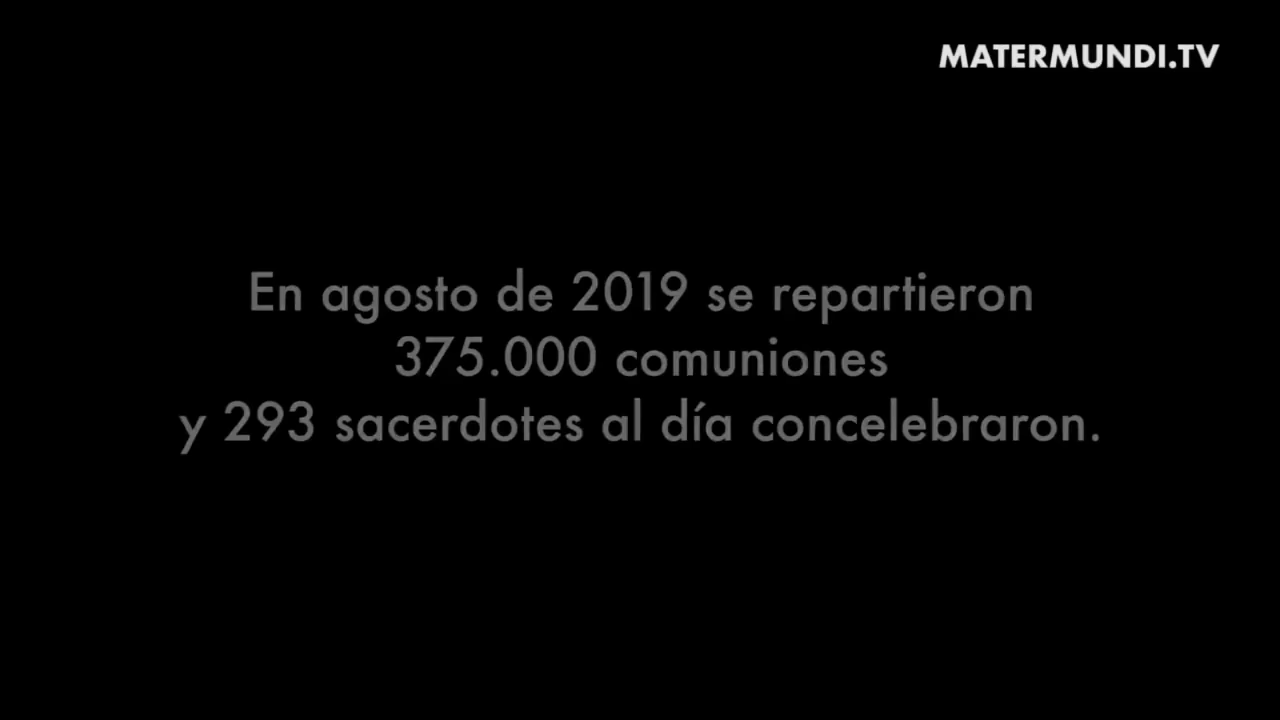 MATERMUNDI.TV
En agosto de 2019 se repartieron
375.000 comuniones
y 293 sacerdotes al día concelebraron.